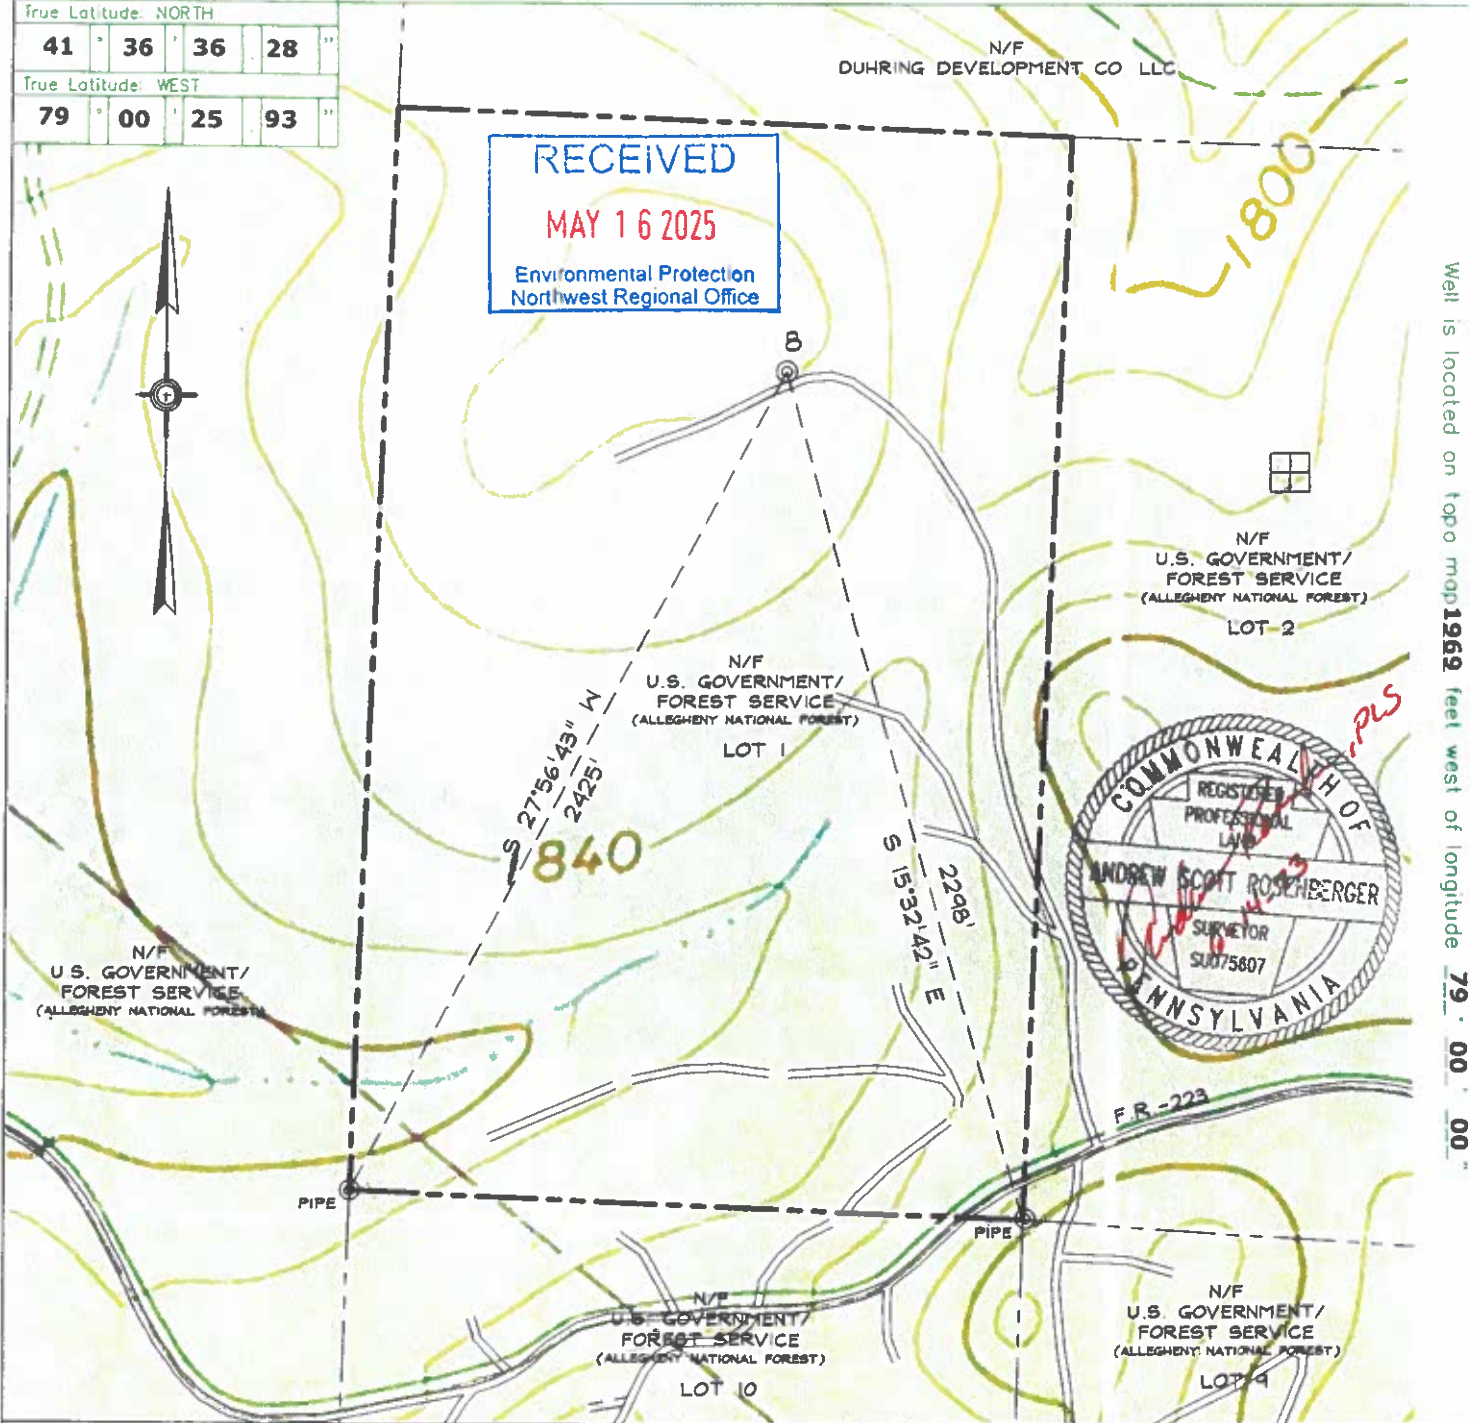 True Latitude: NORTH
41 ° 36 ' 36 28 "
True Latitude: WEST
79 ° 00 ' 25 93 "
N/F
DUHRING DEVELOPMENT CO LLC
RECEIVED
MAY 16 2025
Environmental Protection
Northwest Regional Office
1800
8
N/F
U.S. GOVERNMENT/
FOREST SERVICE
(ALLEGHENY NATIONAL FOREST)
LOT 2
N/F
U.S. GOVERNMENT/
FOREST SERVICE
(ALLEGHENY NATIONAL FOREST)
LOT 1
S 27°56'43" W
2425'
840
2298'
S 15°32'42" E
, PLS
COMMONWEALTH OF
REGISTERED
PROFESSIONAL
LAND
ANDREW SCOTT ROSENBERGER
SURVEYOR
SU075807
PENNSYLVANIA
N/F
U.S. GOVERNMENT/
FOREST SERVICE
(ALLEGHENY NATIONAL FOREST)
F.R.-223
PIPE
PIPE
N/F
U.S. GOVERNMENT/
FOREST SERVICE
(ALLEGHENY NATIONAL FOREST)
LOT 10
N/F
U.S. GOVERNMENT/
FOREST SERVICE
(ALLEGHENY NATIONAL FOREST)
LOT 9
Well is located on topo map 1969 feet west of longitude 79 ° 00 ' 00 "